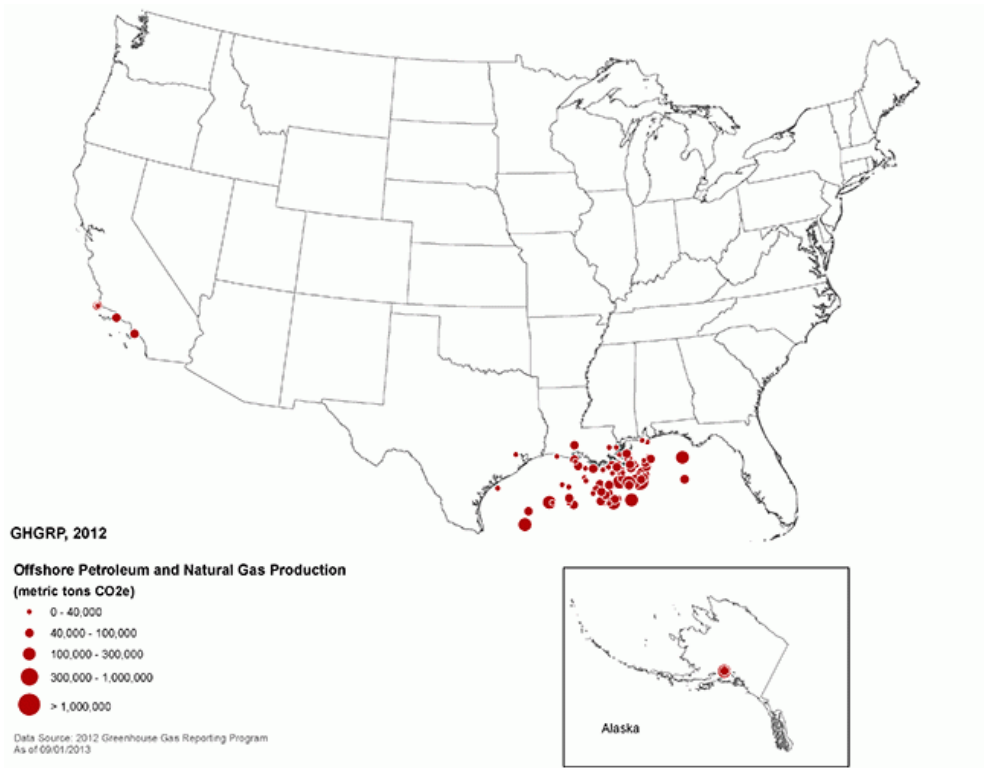 GHGRP, 2012
Offshore Petroleum and Natural Gas Production
(metric tons CO2e)
0 - 40,000
40,000 - 100,000
100,000 - 300,000
300,000 - 1,000,000
> 1,000,000
Data Source: 2012 Greenhouse Gas Reporting Program
As of 09/01/2013
Alaska